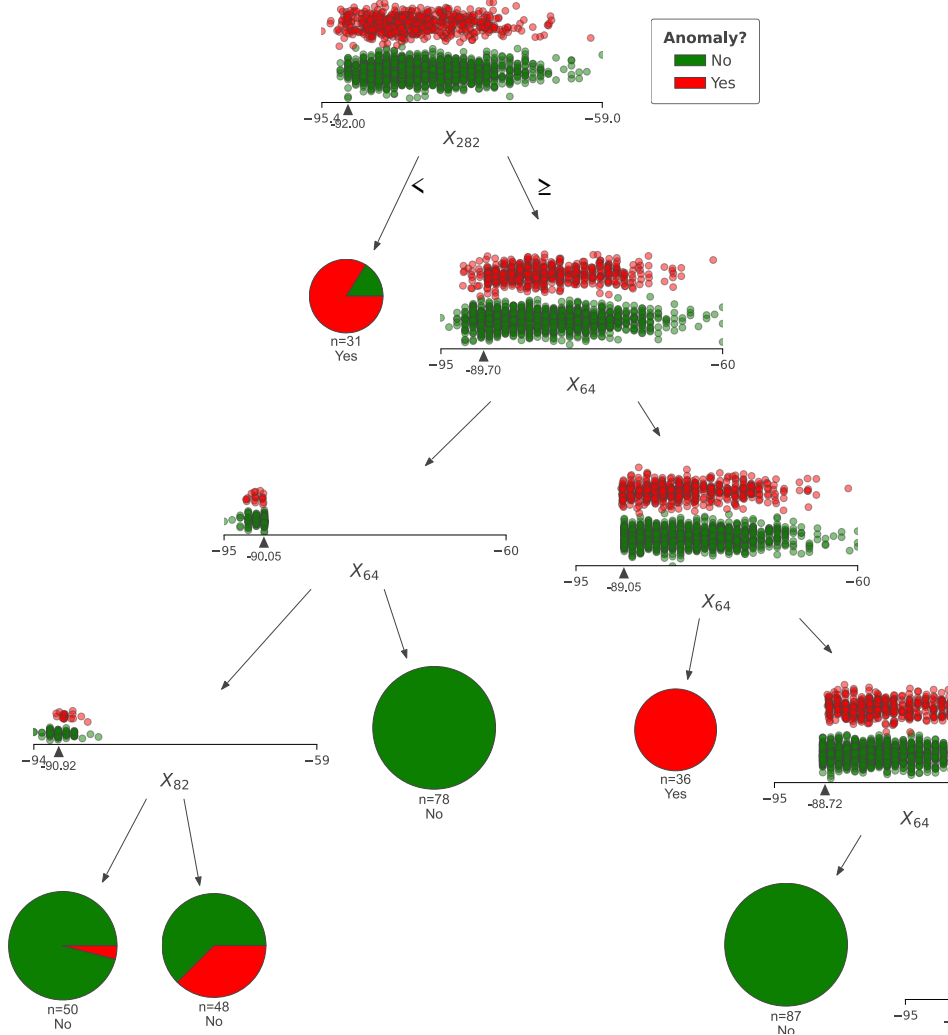 Anomaly?
No
Yes
−95.4
-92.00
−59.0
X282
<
≥
n=31
Yes
−95
-89.70
−60
X64
−95
-90.05
−60
X64
−95
-89.05
−60
X64
−94
-90.92
−59
X82
n=78
No
n=36
Yes
−95
-88.72
X64
n=50
No
n=48
No
n=87
No
−95
-